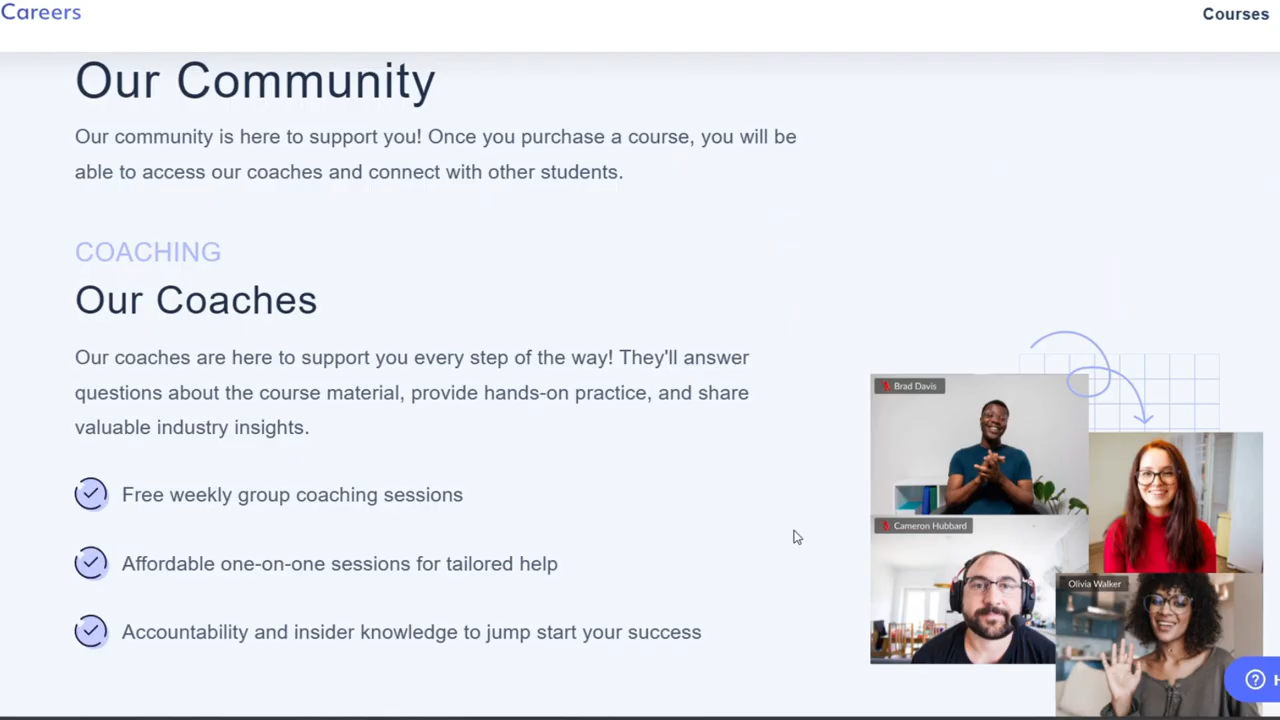 Careers
Courses
Our Community
Our community is here to support you! Once you purchase a course, you will be
able to access our coaches and connect with other students.
COACHING
Our Coaches
Our coaches are here to support you every step of the way! They'll answer
questions about the course material, provide hands-on practice, and share
valuable industry insights.
Free weekly group coaching sessions
Affordable one-on-one sessions for tailored help
Accountability and insider knowledge to jump start your success
Brad Davis
Cameron Hubbard
Olivia Walker